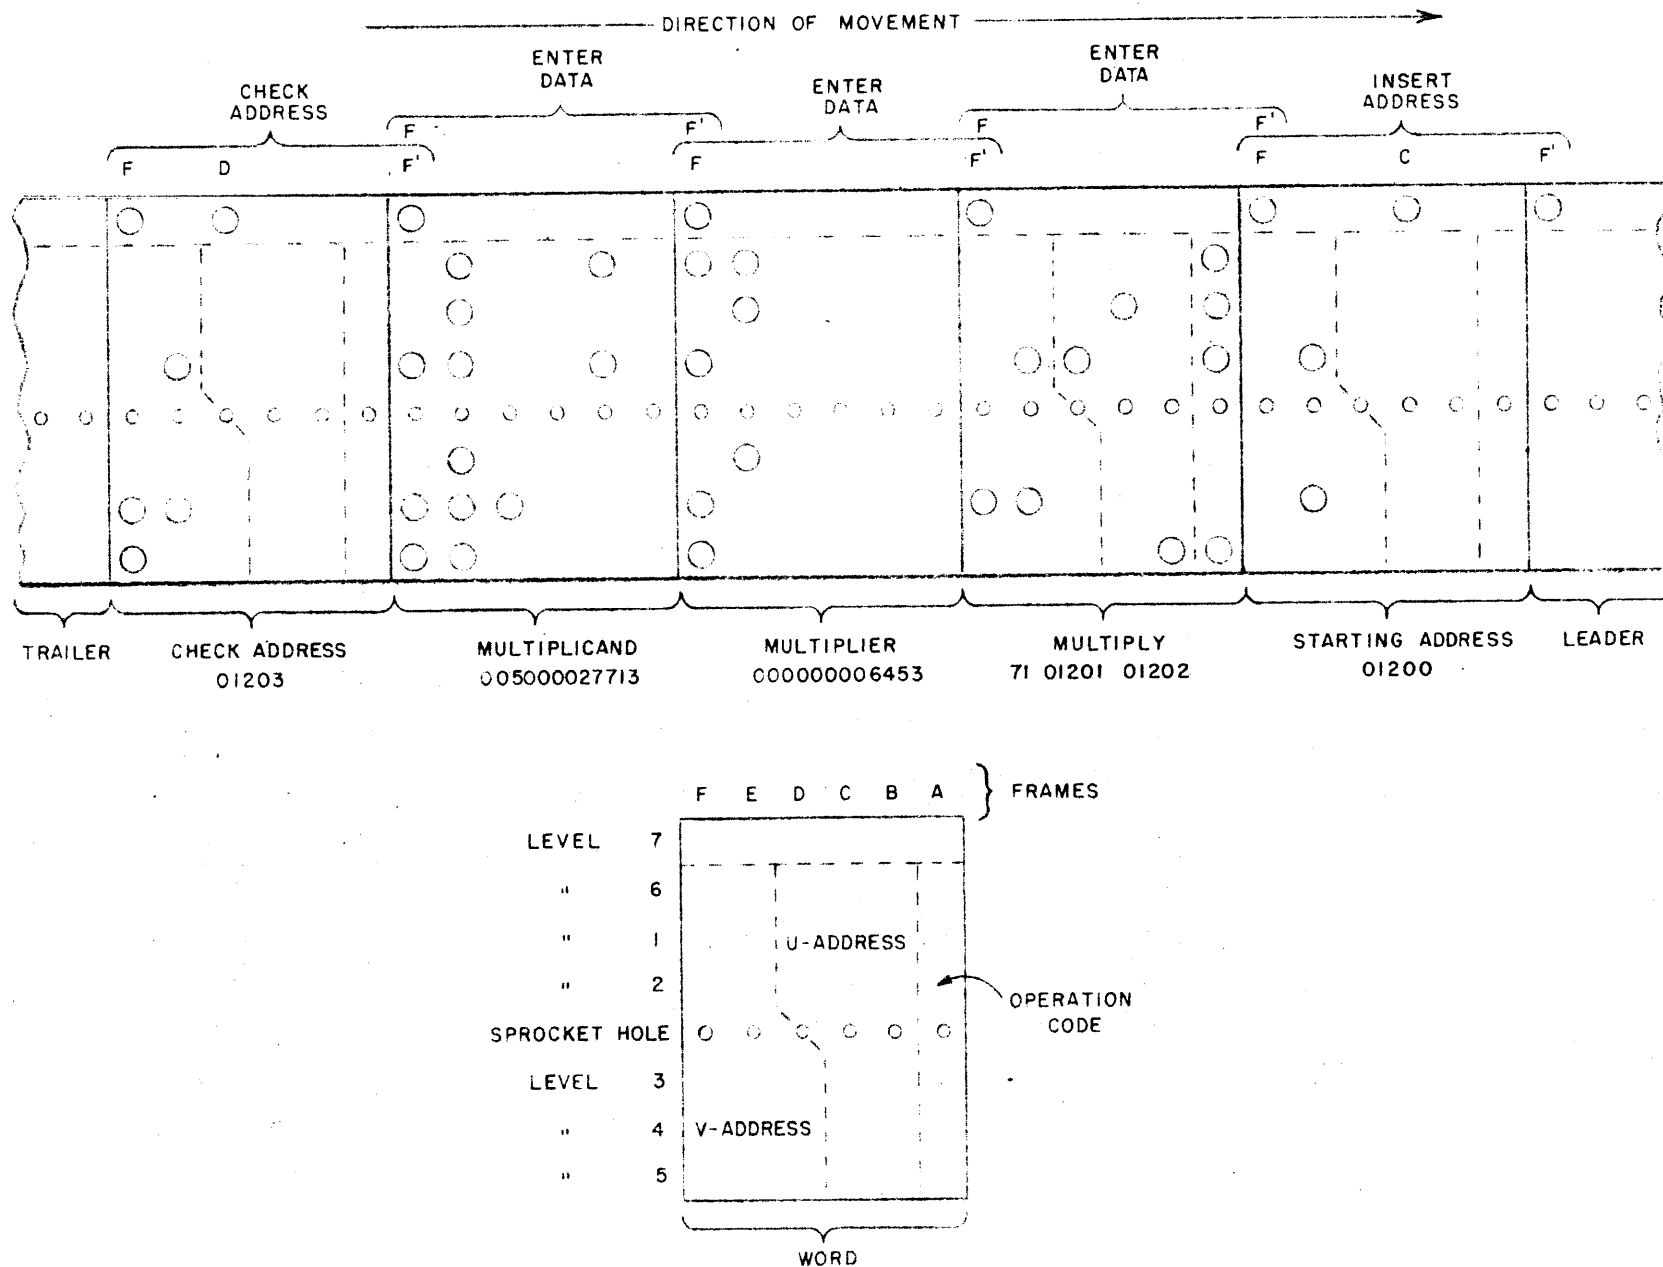 DIRECTION OF MOVEMENT
ENTER
DATA
ENTER
DATA
CHECK
ADDRESS
ENTER
DATA
INSERT
ADDRESS
F F' F F'
F D F' F F' F C F'
TRAILER
CHECK ADDRESS
01203
MULTIPLICAND
005000027713
MULTIPLIER
000000006453
MULTIPLY
71 01201 01202
STARTING ADDRESS
01200
LEADER
F E D C B A } FRAMES
LEVEL 7
" 6
" 1 U-ADDRESS
" 2
OPERATION
CODE
SPROCKET HOLE
LEVEL 3
" 4 V-ADDRESS
" 5
WORD